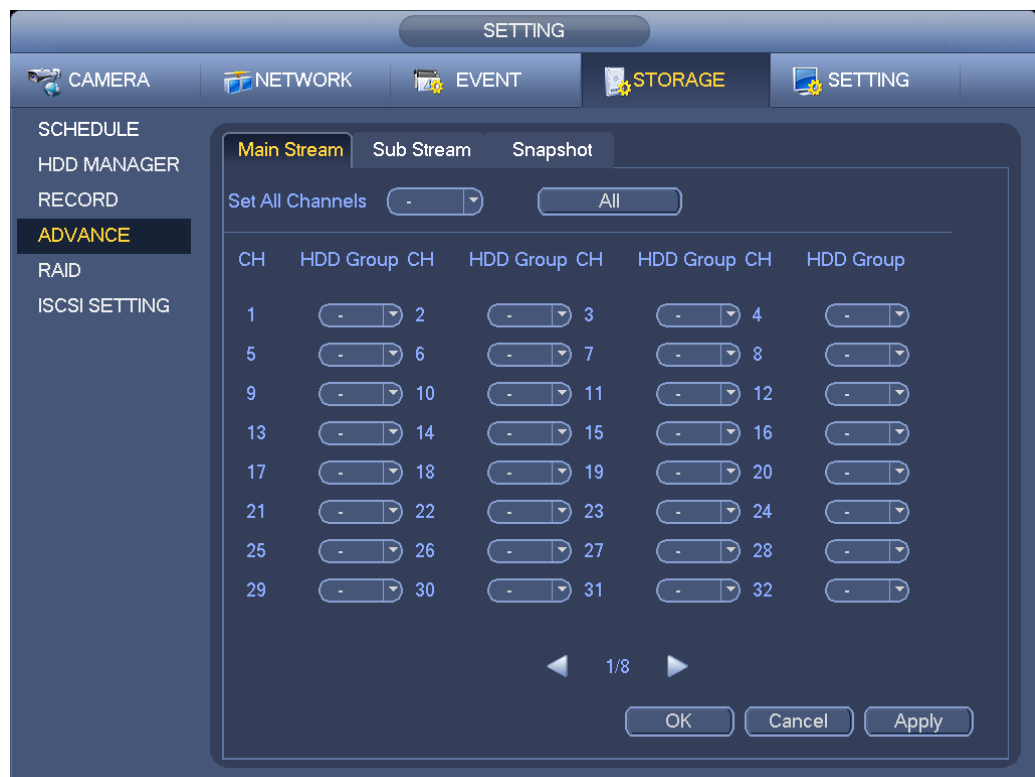 SETTING
CAMERA NETWORK EVENT STORAGE SETTING
SCHEDULE
HDD MANAGER
RECORD
ADVANCE
RAID
ISCSI SETTING
Main Stream Sub Stream Snapshot
Set All Channels - All
CH HDD Group CH HDD Group CH HDD Group CH HDD Group
1 - 2 - 3 - 4 -
5 - 6 - 7 - 8 -
9 - 10 - 11 - 12 -
13 - 14 - 15 - 16 -
17 - 18 - 19 - 20 -
21 - 22 - 23 - 24 -
25 - 26 - 27 - 28 -
29 - 30 - 31 - 32 -
1/8
OK Cancel Apply